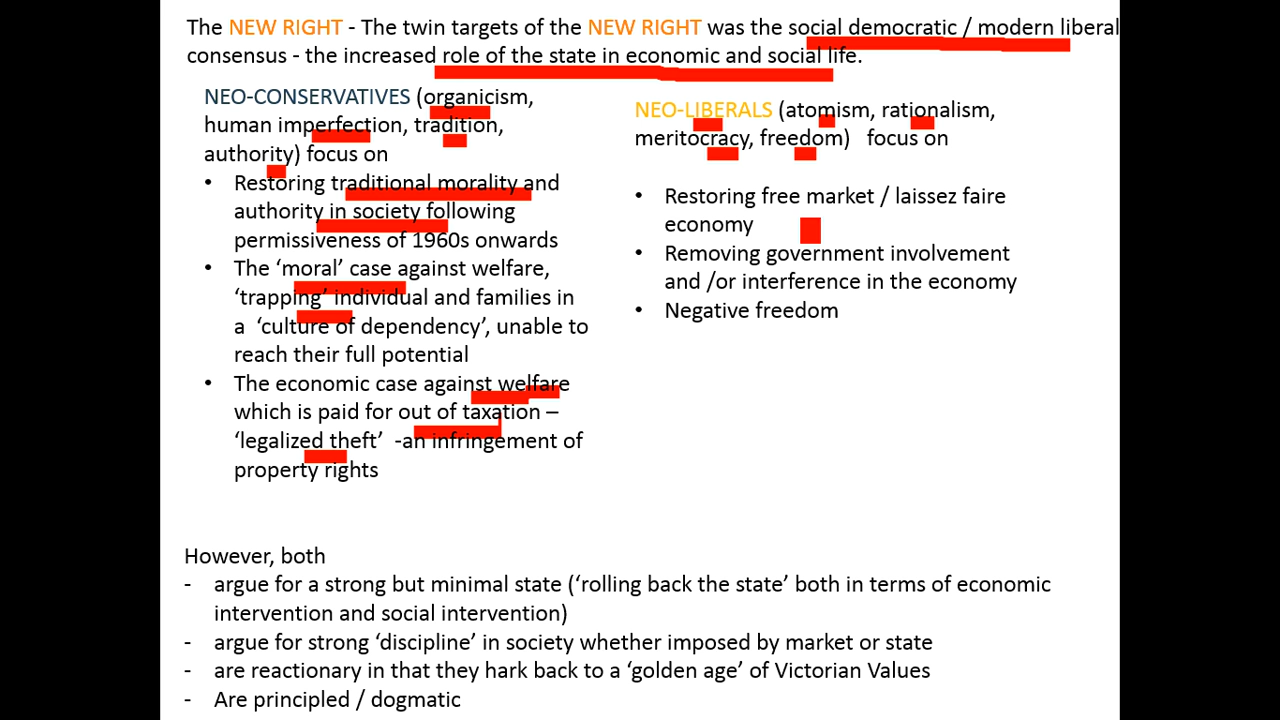 The NEW RIGHT - The twin targets of the NEW RIGHT was the social democratic / modern liberal
consensus - the increased role of the state in economic and social life.
NEO-CONSERVATIVES (organicism,
human imperfection, tradition,
authority) focus on
• Restoring traditional morality and
authority in society following
permissiveness of 1960s onwards
• The ‘moral’ case against welfare,
‘trapping’ individual and families in
a ‘culture of dependency’, unable to
reach their full potential
• The economic case against welfare
which is paid for out of taxation –
‘legalized theft’ -an infringement of
property rights
NEO-LIBERALS (atomism, rationalism,
meritocracy, freedom) focus on
• Restoring free market / laissez faire
economy
• Removing government involvement
and /or interference in the economy
• Negative freedom
However, both
- argue for a strong but minimal state (‘rolling back the state’ both in terms of economic
intervention and social intervention)
- argue for strong ‘discipline’ in society whether imposed by market or state
- are reactionary in that they hark back to a ‘golden age’ of Victorian Values
- Are principled / dogmatic